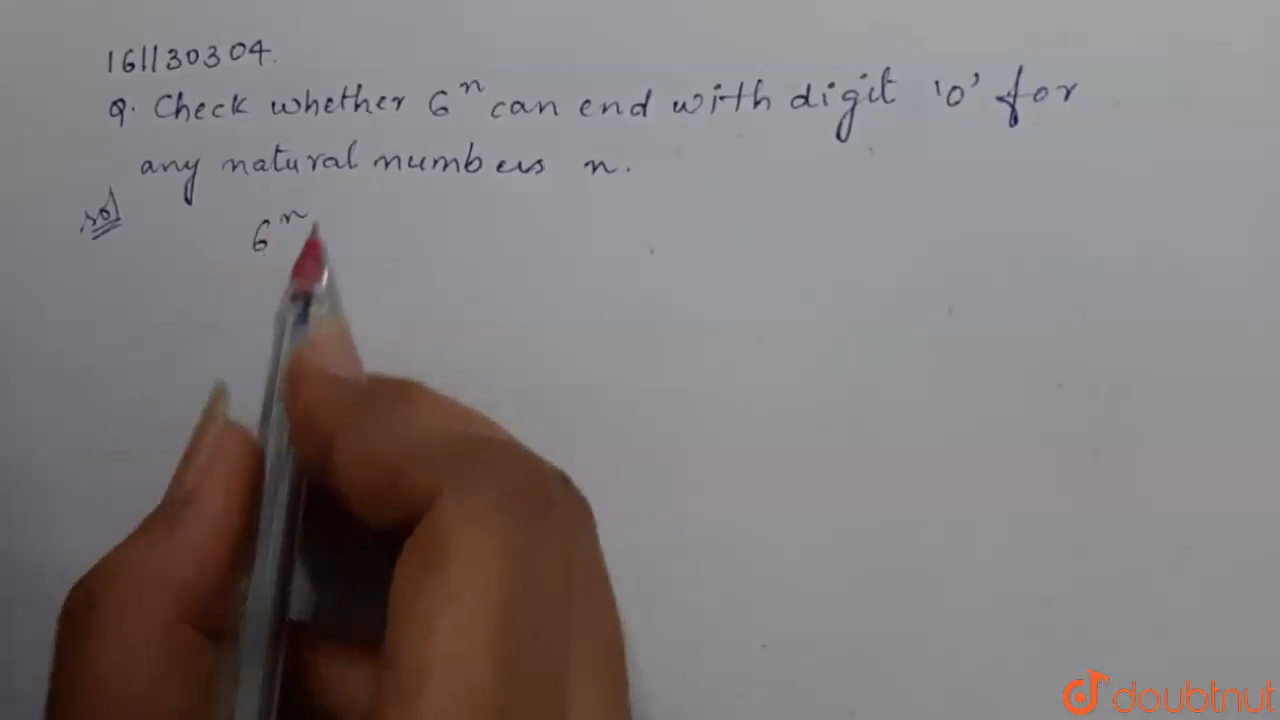 161130304.
Q. Check whether 6ⁿ can end with digit '0' for
any natural numbers n.
sol
6ⁿ
doubtnut